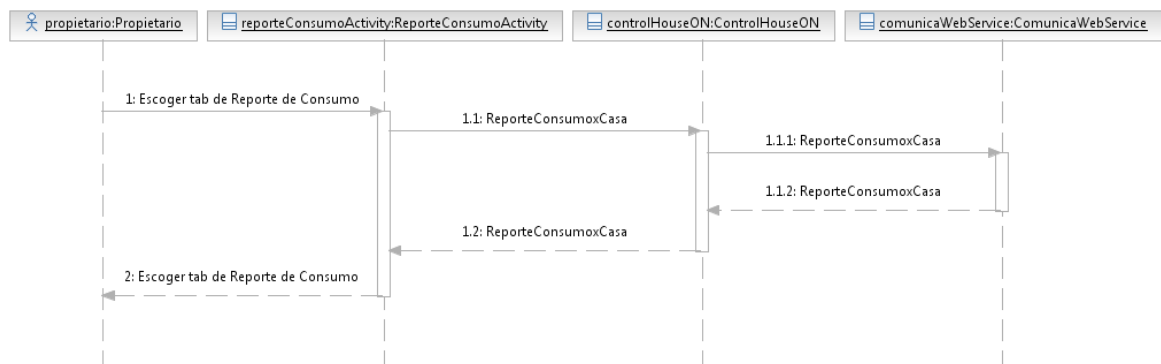 propietario:Propietario
reporteConsumoActivity:ReporteConsumoActivity
controlHouseON:ControlHouseON
comunicaWebService:ComunicaWebService
1: Escoger tab de Reporte de Consumo
1.1: ReporteConsumoxCasa
1.1.1: ReporteConsumoxCasa
1.1.2: ReporteConsumoxCasa
1.2: ReporteConsumoxCasa
2: Escoger tab de Reporte de Consumo